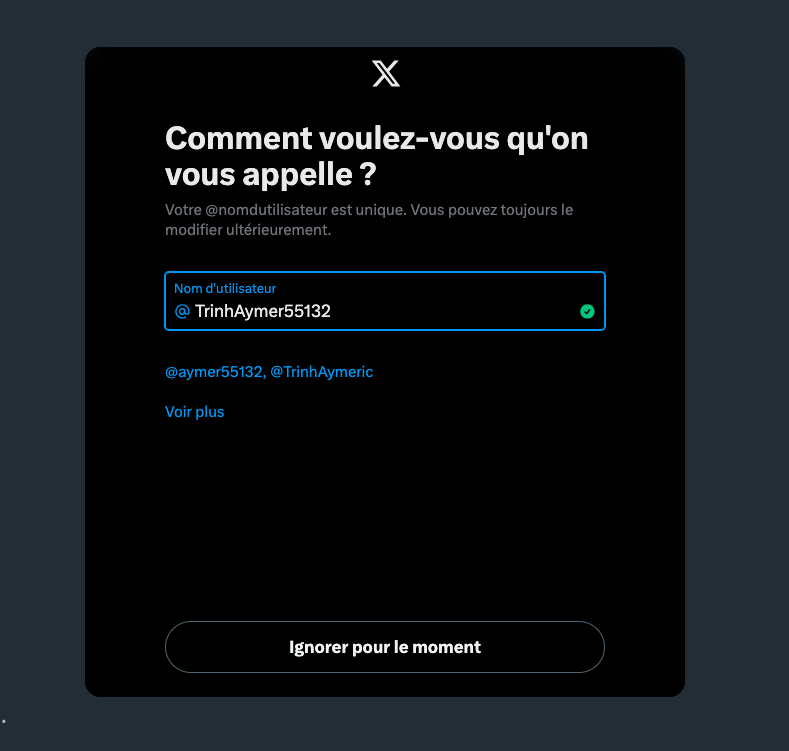 Comment voulez-vous qu'on
vous appelle ?
Votre @nomdutilisateur est unique. Vous pouvez toujours le
modifier ultérieurement.
Nom d'utilisateur
@ TrinhAymer55132
@aymer55132, @TrinhAymeric
Voir plus
Ignorer pour le moment
.